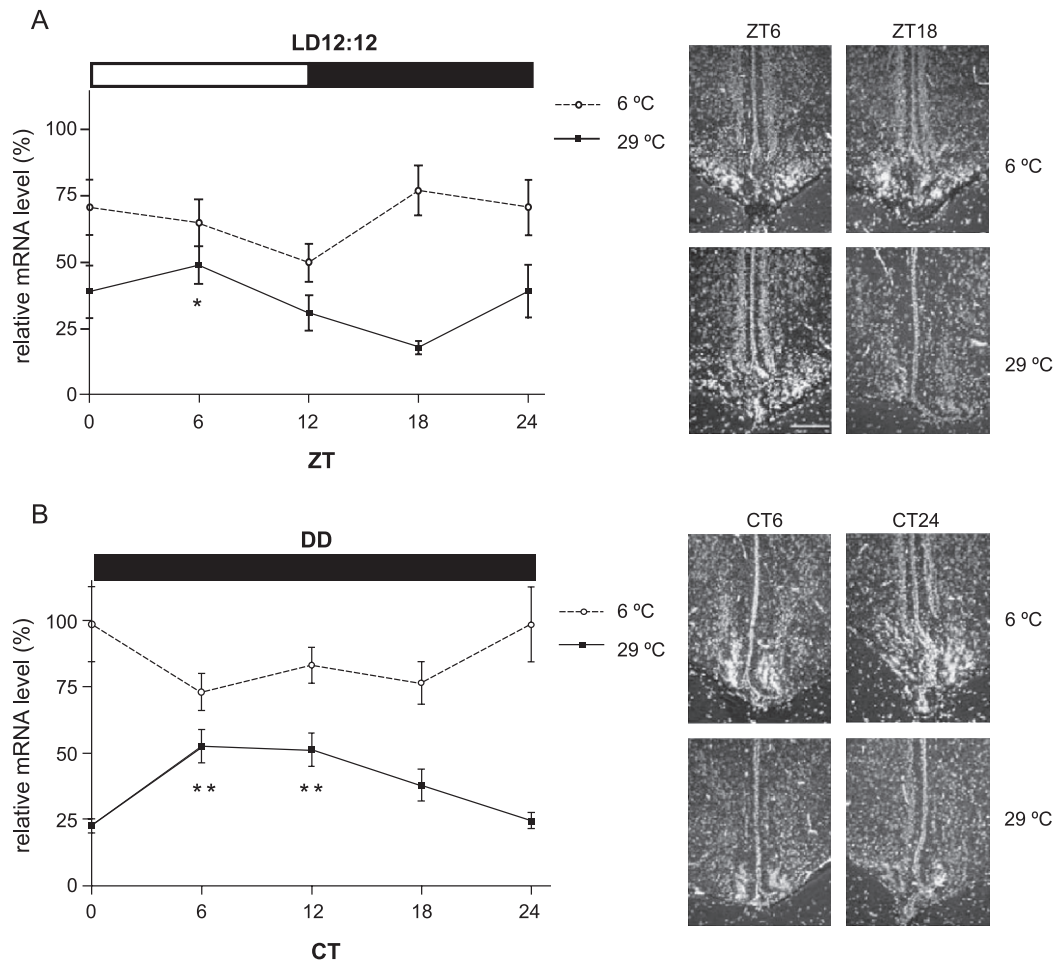 A
LD12:12
6 ºC
29 ºC
relative mRNA level (%)
100
75
50
25
0
*
0 6 12 18 24
ZT
ZT6 ZT18
6 ºC
29 ºC
B
DD
6 ºC
29 ºC
relative mRNA level (%)
100
75
50
25
0
** **
0 6 12 18 24
CT
CT6 CT24
6 ºC
29 ºC